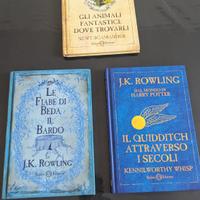 GLI ANIMALI
FANTASTICI:
DOVE TROVARLI
NEWT SCAMANDER
LE FIABE DI
BEDA IL
BARDO
J.K. ROWLING
J.K. ROWLING
DAL MONDO DI
HARRY POTTER
IL QUIDDITCH
ATTRAVERSO
I SECOLI
KENNILWORTHY WHISP